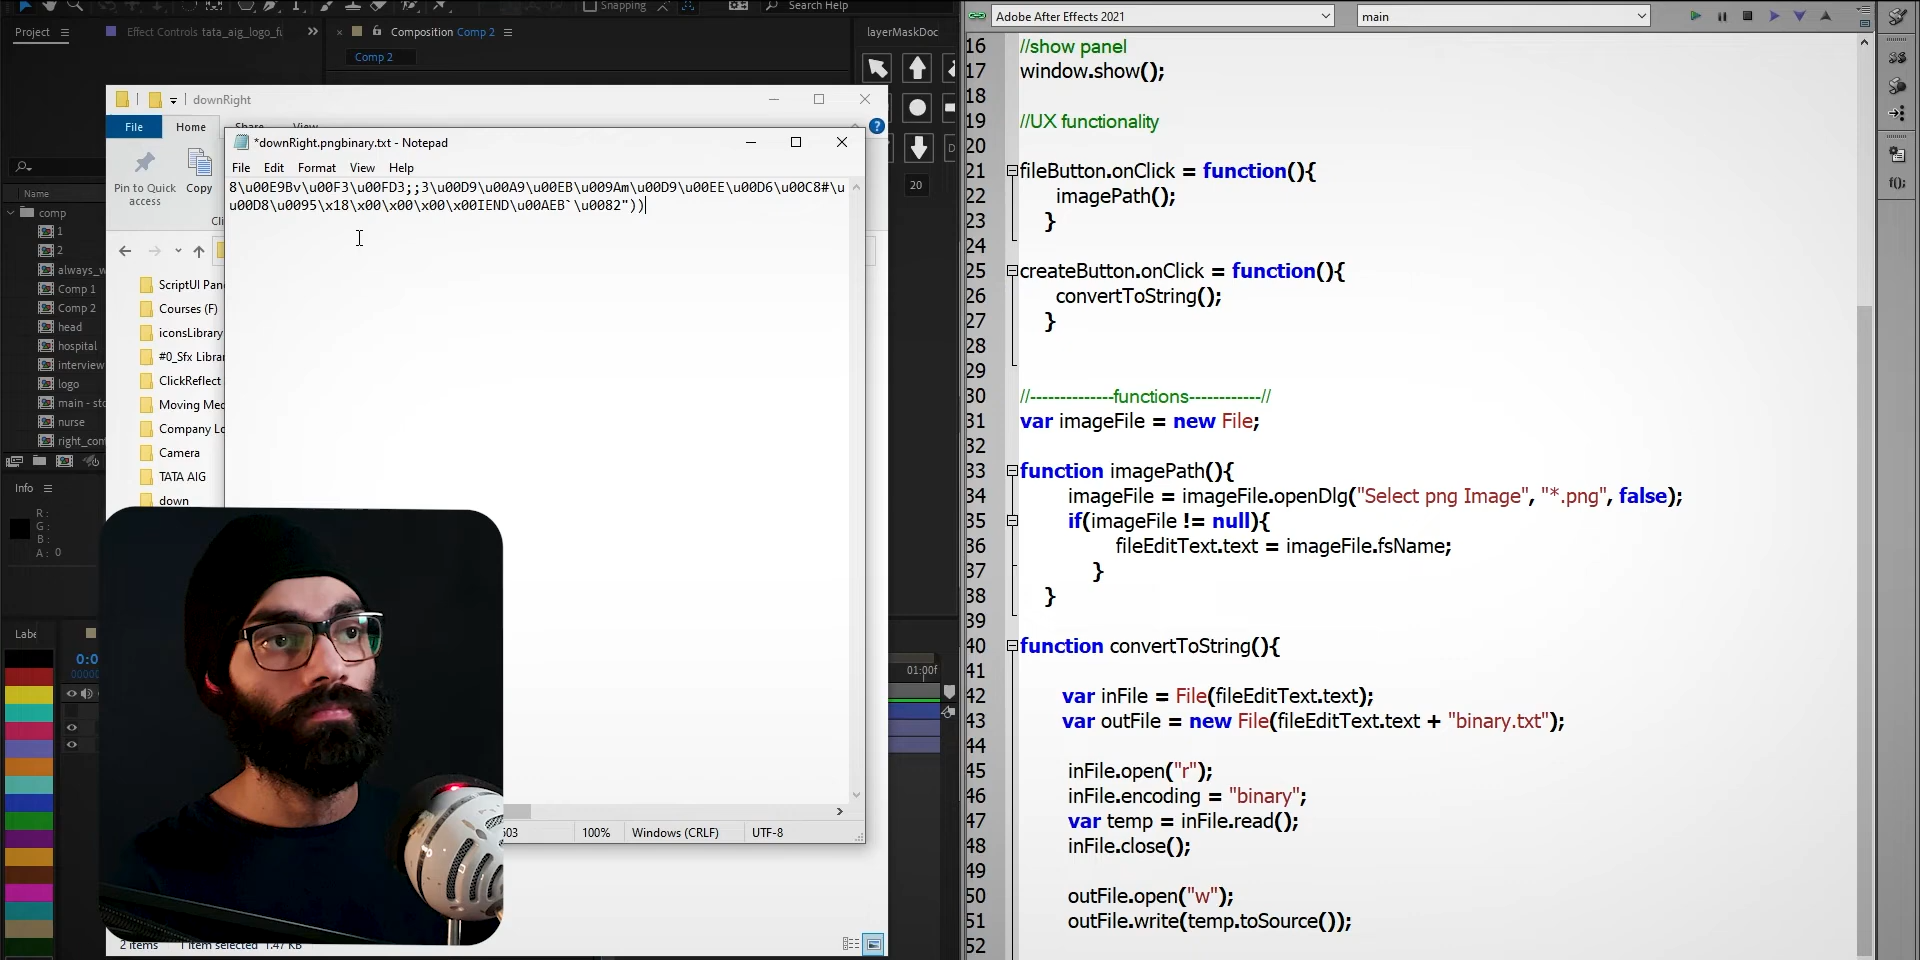 Snapping
Search Help
Project
Effect Controls tata_aig_logo_fu
Composition Comp 2
layerMaskDoc
Comp 2
20
Name
comp
1
2
always_w
Comp 1
Comp 2
head
hospital
interview
logo
main - sto
nurse
right_cont
Info
R :
G :
B :
A : 0
downRight
File
Home
Share
View
Pin to Quick
access
Copy
ScriptUI Pan
Courses (F)
iconsLibrary
#0_Sfx Librar
ClickReflect
Moving Med
Company Lo
Camera
TATA AIG
down
2 items
1 item selected 1.47 KB
*downRight.pngbinary.txt - Notepad
File Edit Format View Help
8\u00E9Bv\u00F3\u00FD3;;3\u00D9\u00A9\u00EB\u009Am\u00D9\u00EE\u00D6\u00C8#\u
u00D8\u0095\x18\x00\x00\x00\x00IEND\u00AEB`\u0082"))
503
100%
Windows (CRLF)
UTF-8
Labe
0:0
01:00f
Adobe After Effects 2021
main
16 //show panel
17 window.show();
18
19 //UX functionality
20
21 fileButton.onClick = function(){
22 imagePath();
23 }
24
25 createButton.onClick = function(){
26 convertToString();
27 }
28
29
30 //--------------functions------------//
31 var imageFile = new File;
32
33 function imagePath(){
34 imageFile = imageFile.openDlg("Select png Image", "*.png", false);
35 if(imageFile != null){
36 fileEditText.text = imageFile.fsName;
37 }
38 }
39
40 function convertToString(){
41
42 var inFile = File(fileEditText.text);
43 var outFile = new File(fileEditText.text + "binary.txt");
44
45 inFile.open("r");
46 inFile.encoding = "binary";
47 var temp = inFile.read();
48 inFile.close();
49
50 outFile.open("w");
51 outFile.write(temp.toSource());
52